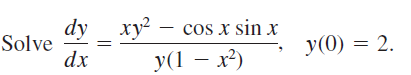 Solve dy/dx = (xy² − cos x sin x)/(y(1 − x²)), y(0) = 2.